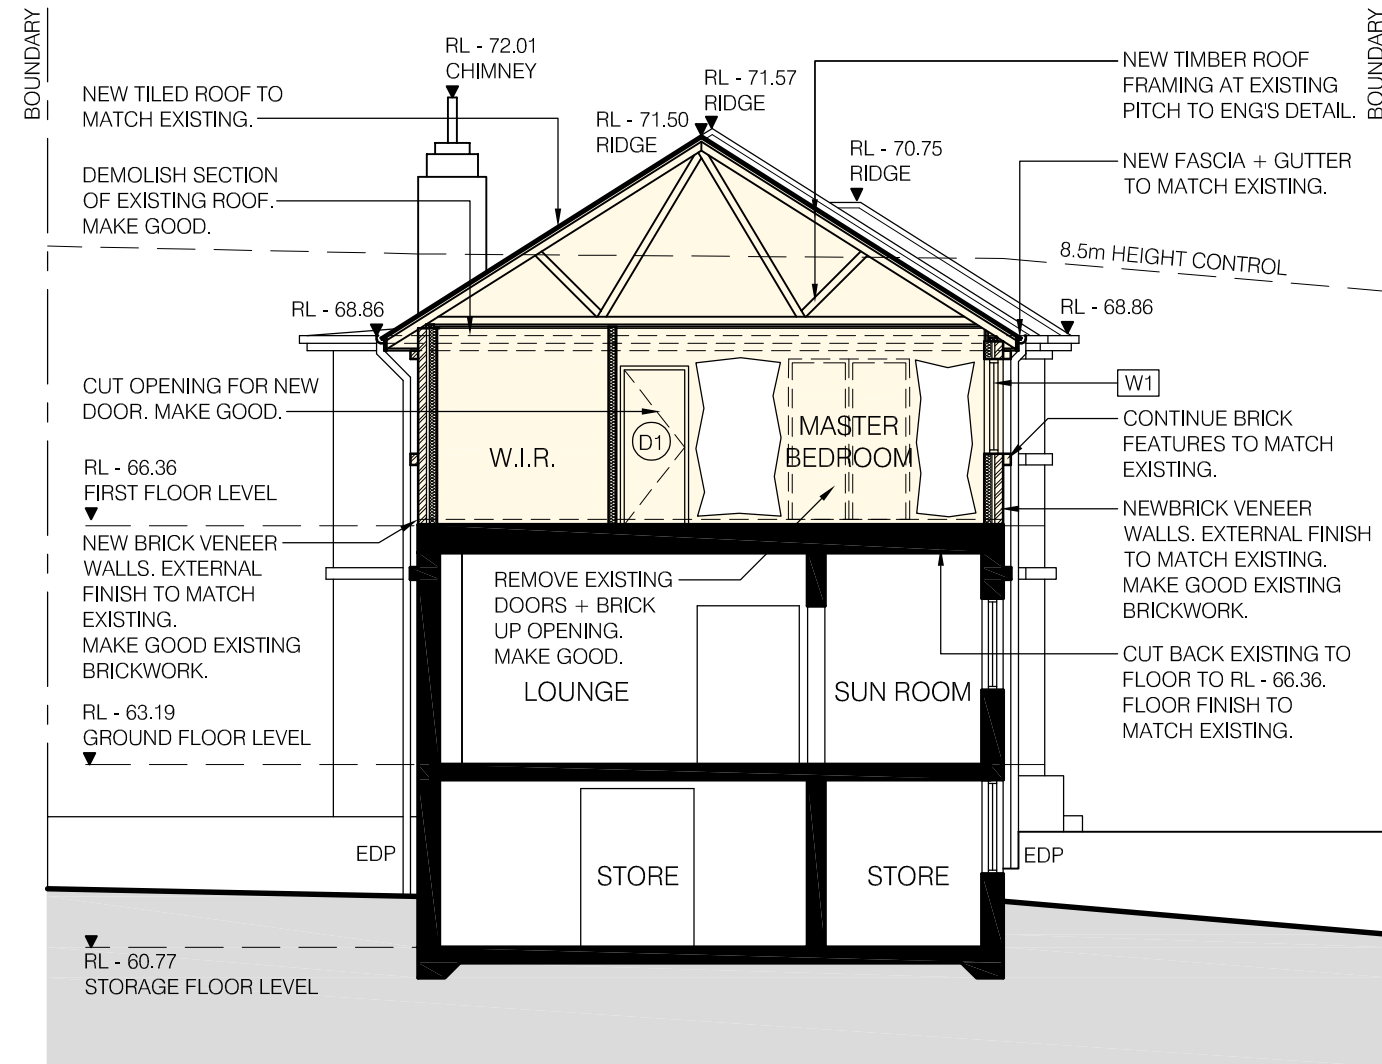 BOUNDARY
BOUNDARY
RL - 72.01
CHIMNEY
NEW TILED ROOF TO
MATCH EXISTING.
RL - 71.50
RIDGE
RL - 71.57
RIDGE
RL - 70.75
RIDGE
NEW TIMBER ROOF
FRAMING AT EXISTING
PITCH TO ENG'S DETAIL.
DEMOLISH SECTION
OF EXISTING ROOF.
MAKE GOOD.
NEW FASCIA + GUTTER
TO MATCH EXISTING.
8.5m HEIGHT CONTROL
RL - 68.86
RL - 68.86
CUT OPENING FOR NEW
DOOR. MAKE GOOD.
W1
W.I.R.
D1
MASTER
BEDROOM
CONTINUE BRICK
FEATURES TO MATCH
EXISTING.
RL - 66.36
FIRST FLOOR LEVEL
NEW BRICK VENEER
WALLS. EXTERNAL
FINISH TO MATCH
EXISTING.
MAKE GOOD EXISTING
BRICKWORK.
NEWBRICK VENEER
WALLS. EXTERNAL FINISH
TO MATCH EXISTING.
MAKE GOOD EXISTING
BRICKWORK.
REMOVE EXISTING
DOORS + BRICK
UP OPENING.
MAKE GOOD.
LOUNGE
SUN ROOM
CUT BACK EXISTING TO
FLOOR TO RL - 66.36.
FLOOR FINISH TO
MATCH EXISTING.
RL - 63.19
GROUND FLOOR LEVEL
EDP
STORE
STORE
EDP
RL - 60.77
STORAGE FLOOR LEVEL